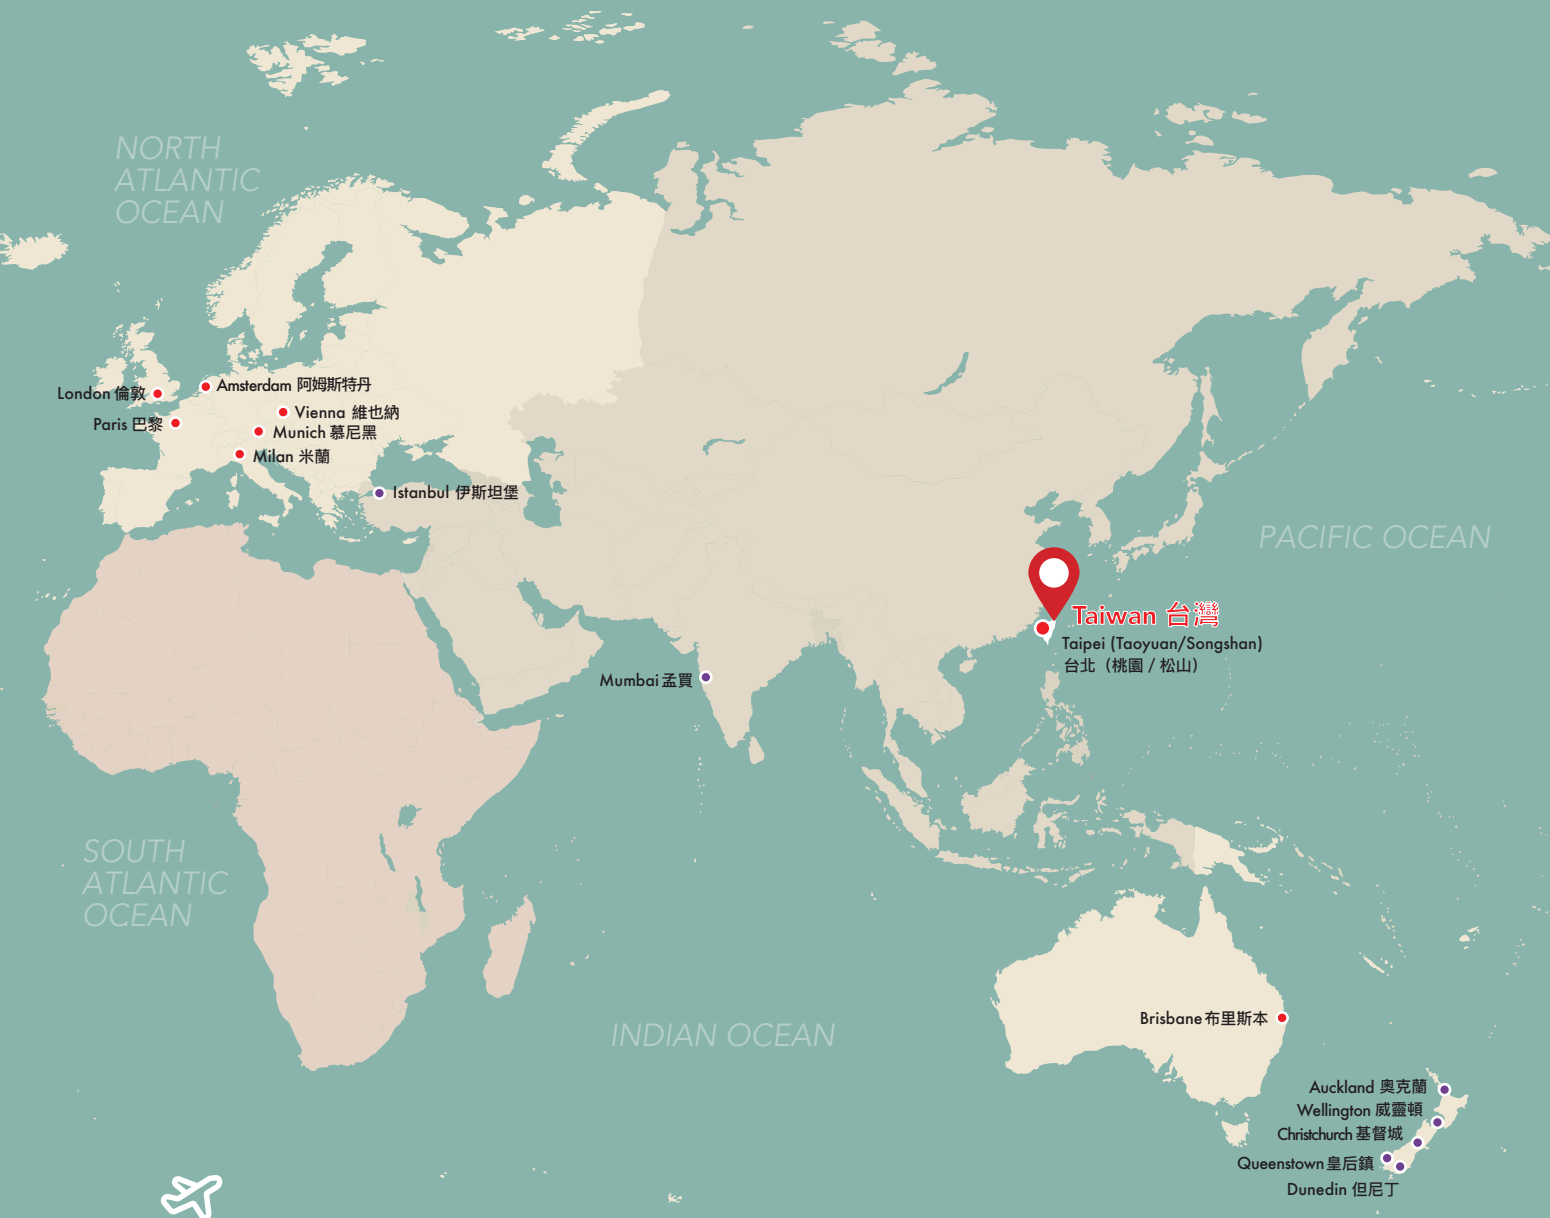 NORTH
ATLANTIC
OCEAN
London 倫敦
Amsterdam 阿姆斯特丹
Paris 巴黎
Vienna 維也納
Munich 慕尼黑
Milan 米蘭
Istanbul 伊斯坦堡
PACIFIC OCEAN
Taiwan 台灣
Taipei (Taoyuan/Songshan)
台北（桃園 / 松山）
Mumbai 孟買
SOUTH
ATLANTIC
OCEAN
INDIAN OCEAN
Brisbane 布里斯本
Auckland 奧克蘭
Wellington 威靈頓
Christchurch 基督城
Queenstown 皇后鎮
Dunedin 但尼丁